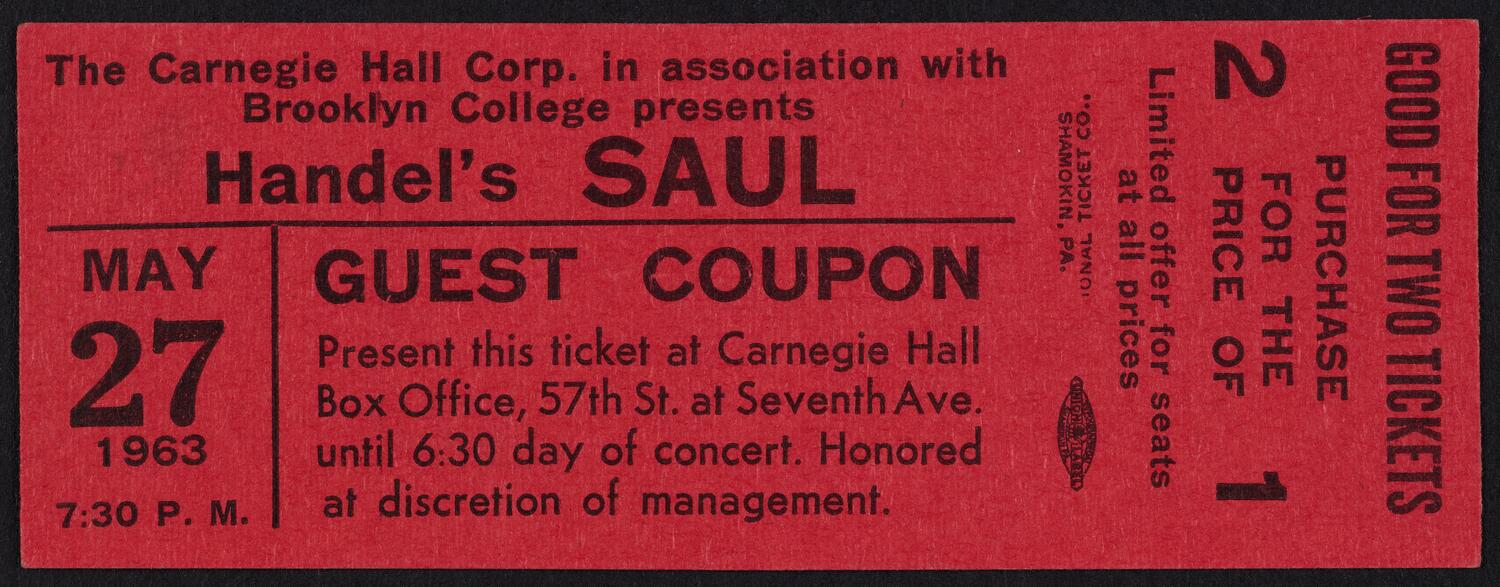 The Carnegie Hall Corp. in association with
Brooklyn College presents
Handel's SAUL
MAY
27
1963
7:30 P. M.
GUEST COUPON
Present this ticket at Carnegie Hall
Box Office, 57th St. at Seventh Ave.
until 6:30 day of concert. Honored
at discretion of management.
GOOD FOR TWO TICKETS
PURCHASE
2 FOR THE
PRICE OF 1
Limited offer for seats
at all prices
TICKET CO.,
SHAMOKIN, PA.